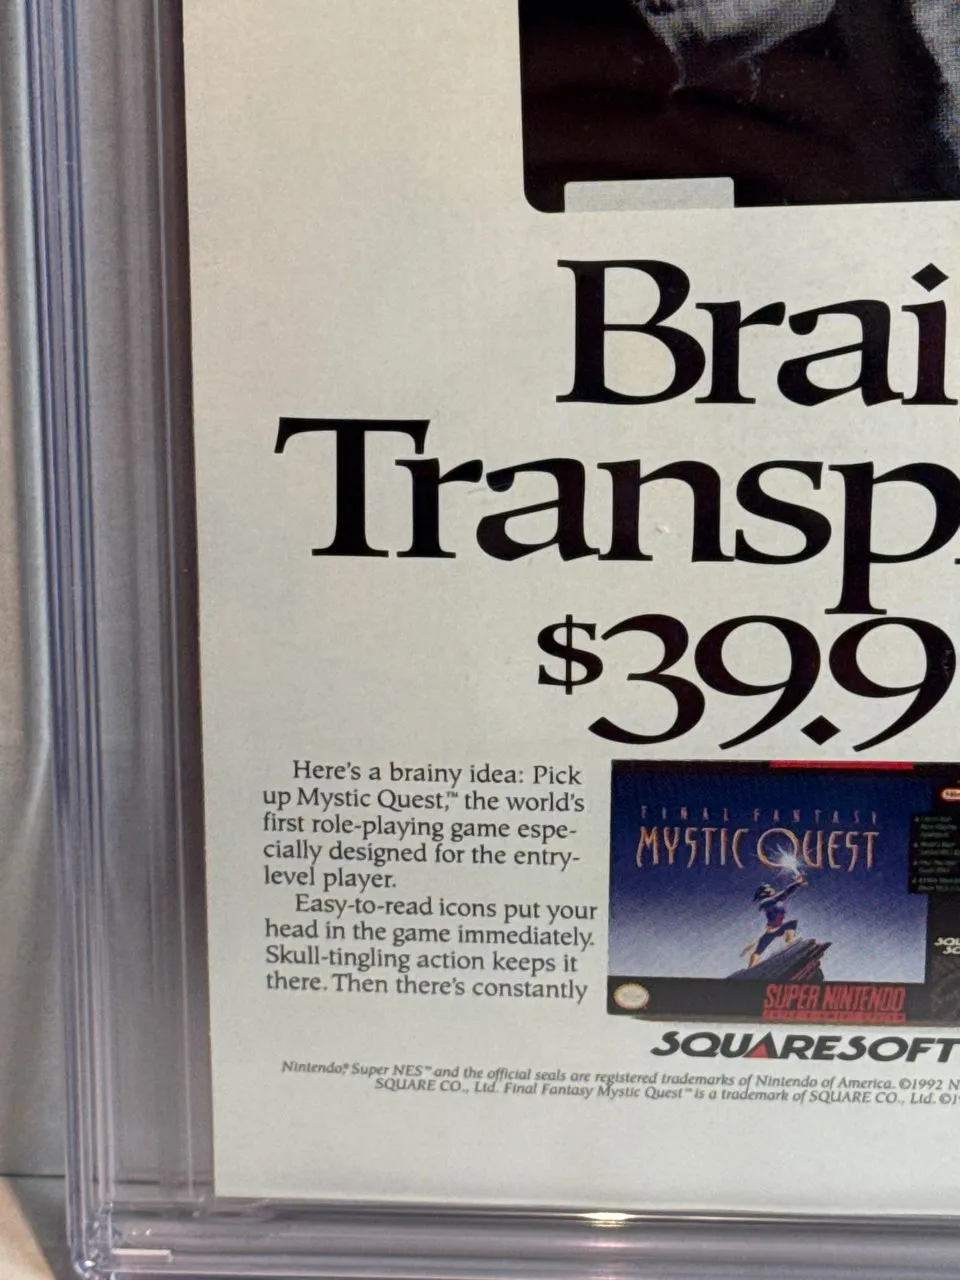 Brai
Transp
$39.9
Here's a brainy idea: Pick
up Mystic Quest,™ the world's
first role-playing game espe-
cially designed for the entry-
level player.
Easy-to-read icons put your
head in the game immediately.
Skull-tingling action keeps it
there. Then there's constantly
FINAL FANTASY
MYSTIC QUEST
SUPER NINTENDO
SQUARESOFT
Nintendo,® Super NES™ and the official seals are registered trademarks of Nintendo of America. ©1992 N
SQUARE CO., Ltd. Final Fantasy Mystic Quest™ is a trademark of SQUARE CO., Ltd. ©19